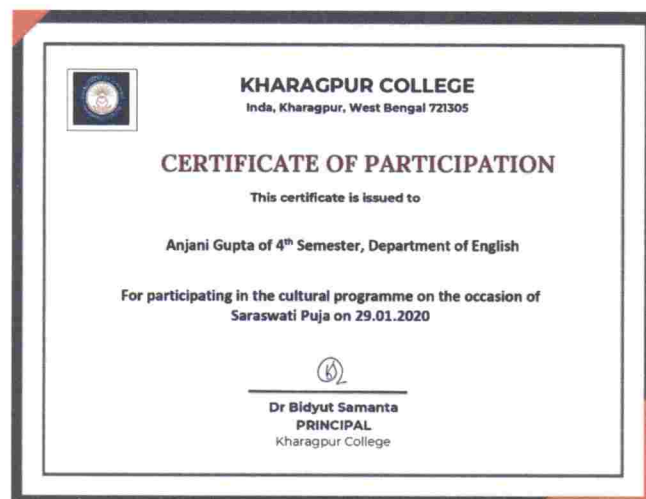 KHARAGPUR COLLEGE
Inda, Kharagpur, West Bengal 721305
CERTIFICATE OF PARTICIPATION
This certificate is issued to
Anjani Gupta of 4th Semester, Department of English
For participating in the cultural programme on the occasion of
Saraswati Puja on 29.01.2020
Dr Bidyut Samanta
PRINCIPAL
Kharagpur College